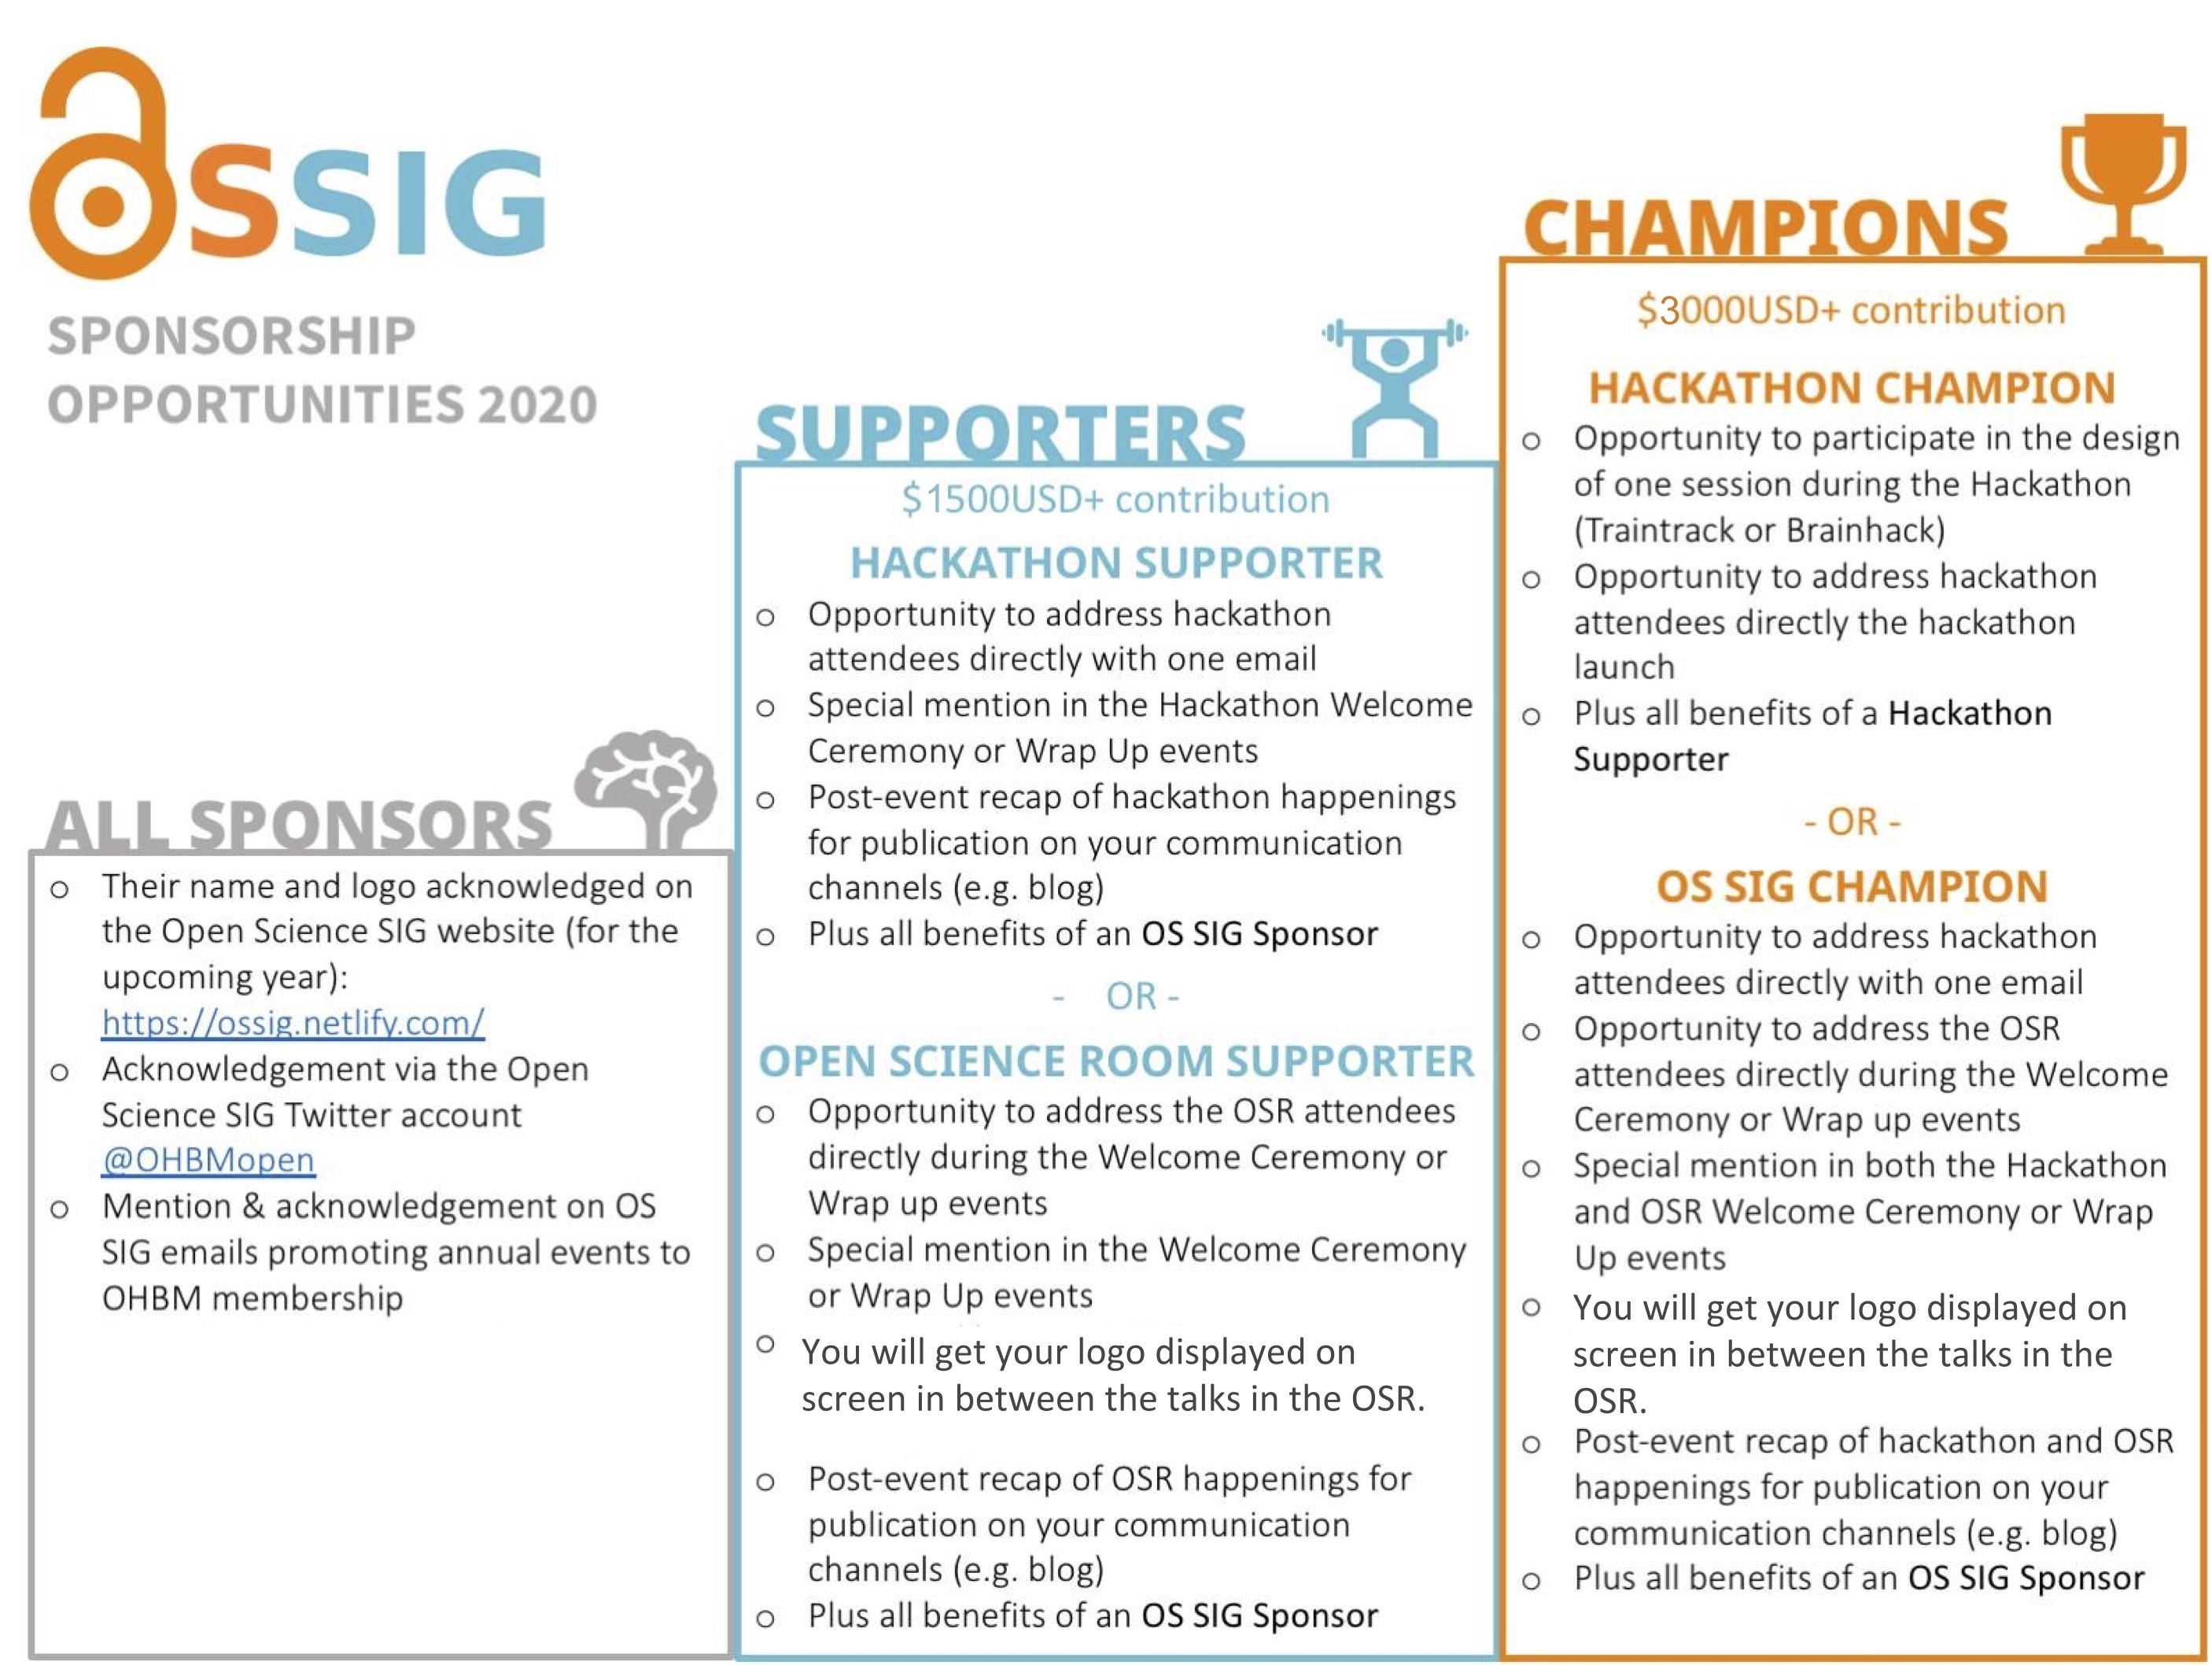 OSSIG
SPONSORSHIP
OPPORTUNITIES 2020
ALL SPONSORS
o Their name and logo acknowledged on
the Open Science SIG website (for the
upcoming year):
https://ossig.netlify.com/
o Acknowledgement via the Open
Science SIG Twitter account
@OHBMopen
o Mention & acknowledgement on OS
SIG emails promoting annual events to
OHBM membership
SUPPORTERS
$1500USD+ contribution
HACKATHON SUPPORTER
o Opportunity to address hackathon
attendees directly with one email
o Special mention in the Hackathon Welcome
Ceremony or Wrap Up events
o Post-event recap of hackathon happenings
for publication on your communication
channels (e.g. blog)
o Plus all benefits of an OS SIG Sponsor
- OR -
OPEN SCIENCE ROOM SUPPORTER
o Opportunity to address the OSR attendees
directly during the Welcome Ceremony or
Wrap up events
o Special mention in the Welcome Ceremony
or Wrap Up events
o You will get your logo displayed on
screen in between the talks in the OSR.
o Post-event recap of OSR happenings for
publication on your communication
channels (e.g. blog)
o Plus all benefits of an OS SIG Sponsor
CHAMPIONS
$3000USD+ contribution
HACKATHON CHAMPION
o Opportunity to participate in the design
of one session during the Hackathon
(Traintrack or Brainhack)
o Opportunity to address hackathon
attendees directly the hackathon
launch
o Plus all benefits of a Hackathon
Supporter
- OR -
OS SIG CHAMPION
o Opportunity to address hackathon
attendees directly with one email
o Opportunity to address the OSR
attendees directly during the Welcome
Ceremony or Wrap up events
o Special mention in both the Hackathon
and OSR Welcome Ceremony or Wrap
Up events
o You will get your logo displayed on
screen in between the talks in the
OSR.
o Post-event recap of hackathon and OSR
happenings for publication on your
communication channels (e.g. blog)
o Plus all benefits of an OS SIG Sponsor